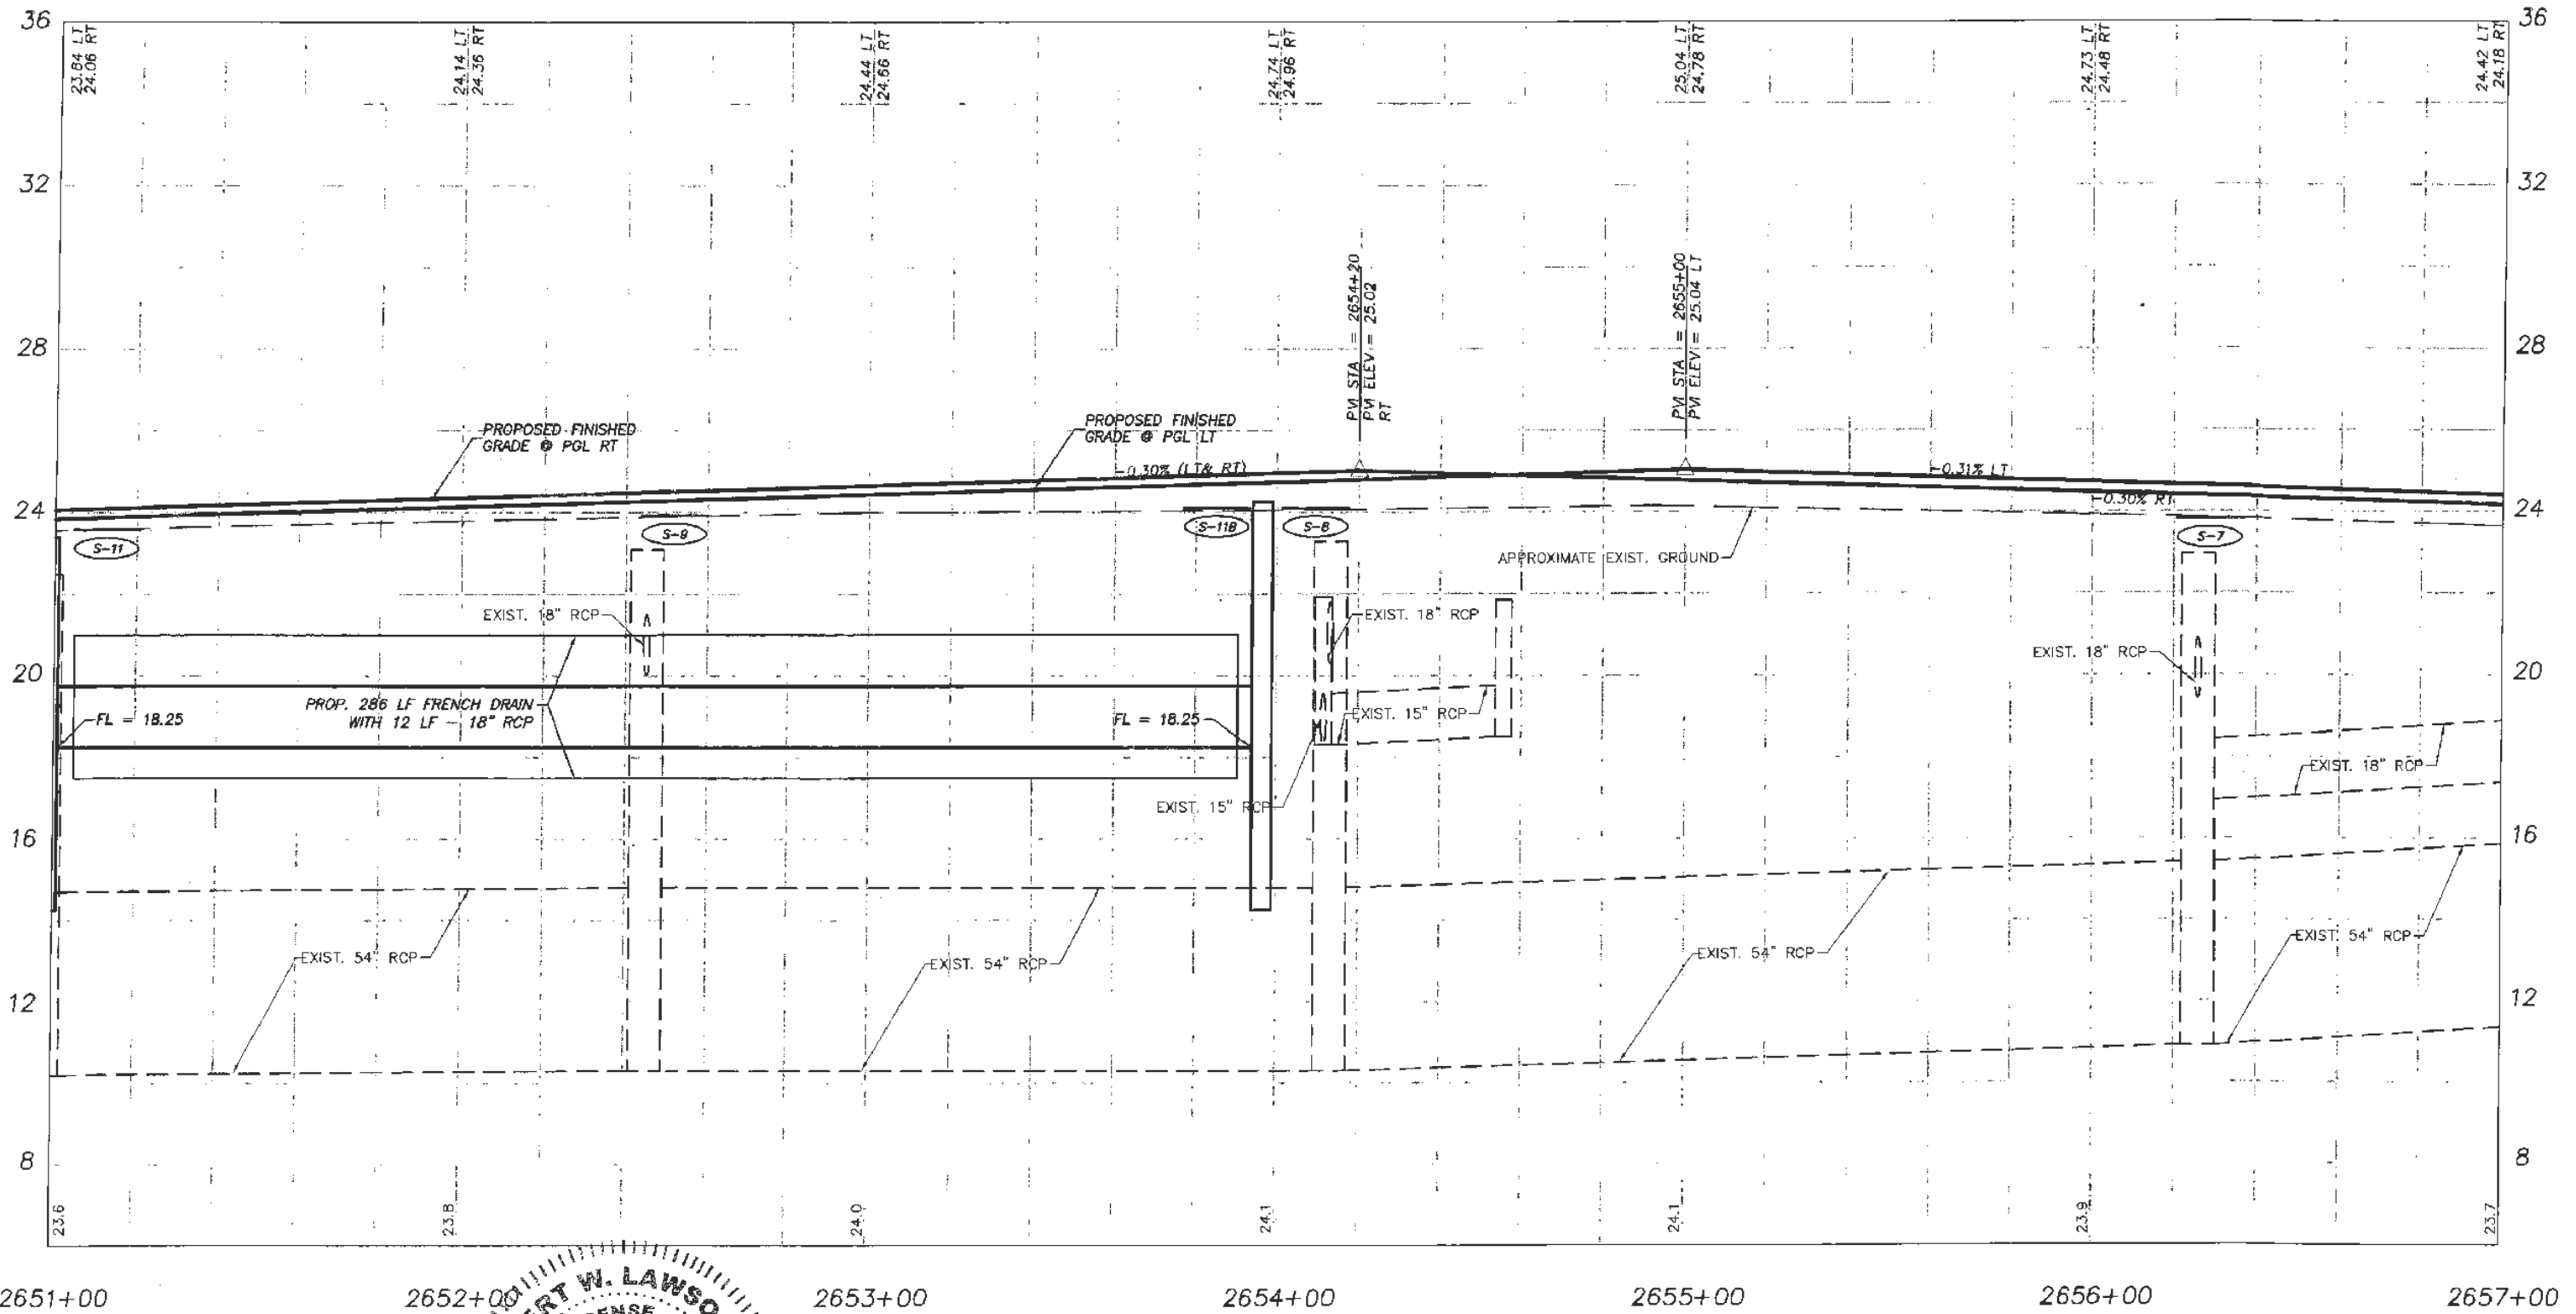 36
36
23.84 LT
24.06 RT
24.14 LT
24.36 RT
24.44 LT
24.66 RT
24.74 LT
24.96 RT
25.04 LT
24.78 RT
24.73 LT
24.48 RT
24.42 LT
24.18 RT
32
32
28
28
PVI STA = 2654+20
PVI ELEV = 25.02
RT
PVI STA = 2655+00
PVI ELEV = 25.04 LT
PROPOSED FINISHED
GRADE @ PGL RT
PROPOSED FINISHED
GRADE @ PGL LT
0.30% (LT& RT)
-0.31% LT
-0.30% RT
24
24
S-11
S-9
S-11B
S-8
S-7
APPROXIMATE EXIST. GROUND
EXIST. 18" RCP
EXIST. 18" RCP
EXIST. 18" RCP
20
20
PROP. 286 LF FRENCH DRAIN
WITH 12 LF - 18" RCP
FL = 18.25
FL = 18.25
EXIST. 15" RCP
EXIST. 18" RCP
EXIST. 15" RCP
16
16
EXIST. 54" RCP
EXIST. 54" RCP
EXIST. 54" RCP
EXIST. 54" RCP
12
12
8
8
23.6
23.8
24.0
24.1
24.1
23.9
23.7
2651+00
2652+00
2653+00
2654+00
2655+00
2656+00
2657+00
W. LAWSO